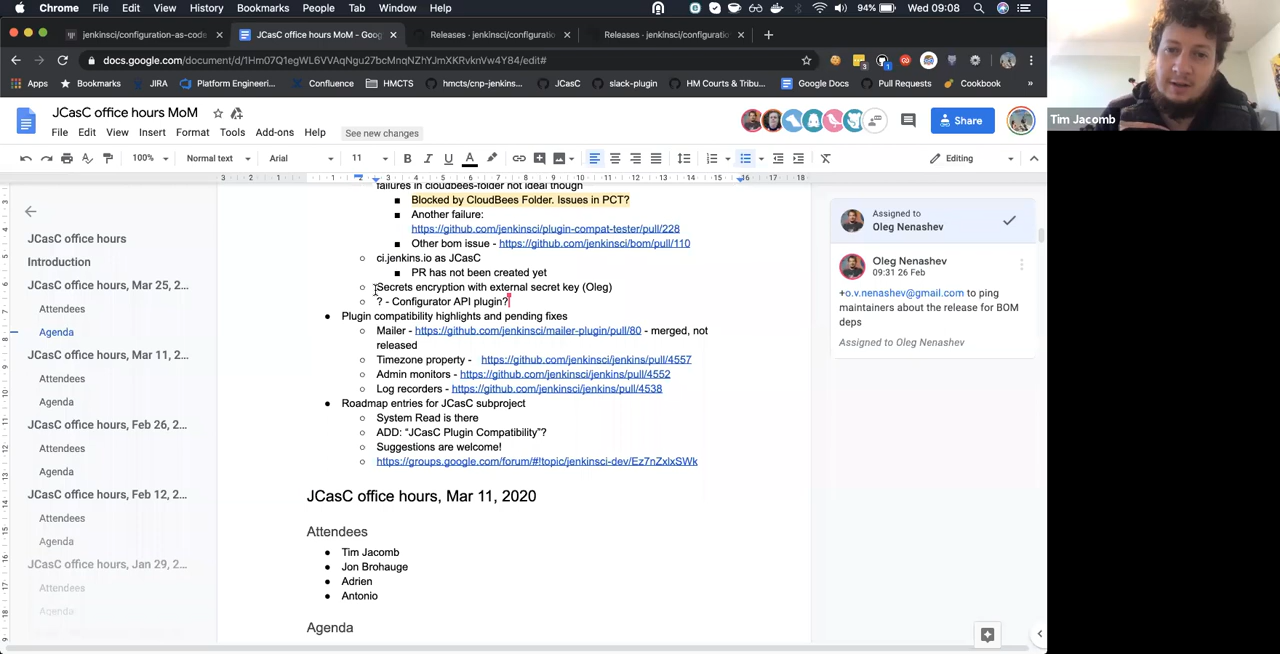 Chrome File Edit View History Bookmarks People Tab Window Help 94% Wed 09:08
jenkinsci/configuration-as-code JCasC office hours MoM - Goog Releases - jenkinsci/configuratio Releases - jenkinsci/configuratio
docs.google.com/document/d/1Hm07Q1egWL6VVAqNgu27bcMnqNZhYJmXKRvknVw4Y84/edit#
Apps Bookmarks JIRA Platform Engineeri... Confluence HMCTS hmcts/cnp-jenkins... JCasC slack-plugin HM Courts & Tribu... Google Docs Pull Requests Cookbook »
JCasC office hours MoM
File Edit View Insert Format Tools Add-ons Help See new changes
Share
Tim Jacomb
100% Normal text Arial 11 Editing
JCasC office hours
Introduction
JCasC office hours, Mar 25, 2...
Attendees
Agenda
JCasC office hours, Mar 11, 2...
Attendees
Agenda
JCasC office hours, Feb 26, 2...
Attendees
Agenda
JCasC office hours, Feb 12, 2...
Attendees
Agenda
JCasC office hours, Jan 29, 2...
Attendees
Agenda
failures in cloudbees-folder not ideal though
Blocked by CloudBees Folder. Issues in PCT?
Another failure:
https://github.com/jenkinsci/plugin-compat-tester/pull/228
Other bom issue - https://github.com/jenkinsci/bom/pull/110
ci.jenkins.io as JCasC
PR has not been created yet
Secrets encryption with external secret key (Oleg)
? - Configurator API plugin?
Plugin compatibility highlights and pending fixes
Mailer - https://github.com/jenkinsci/mailer-plugin/pull/80 - merged, not
released
Timezone property - https://github.com/jenkinsci/jenkins/pull/4557
Admin monitors - https://github.com/jenkinsci/jenkins/pull/4552
Log recorders - https://github.com/jenkinsci/jenkins/pull/4538
Roadmap entries for JCasC subproject
System Read is there
ADD: “JCasC Plugin Compatibility”?
Suggestions are welcome!
https://groups.google.com/forum/#!topic/jenkinsci-dev/Ez7nZxlxSWk
JCasC office hours, Mar 11, 2020
Attendees
Tim Jacomb
Jon Brohauge
Adrien
Antonio
Agenda
Assigned to
Oleg Nenashev
Oleg Nenashev
09:31 26 Feb
+o.v.nenashev@gmail.com to ping
maintainers about the release for BOM
deps
Assigned to Oleg Nenashev